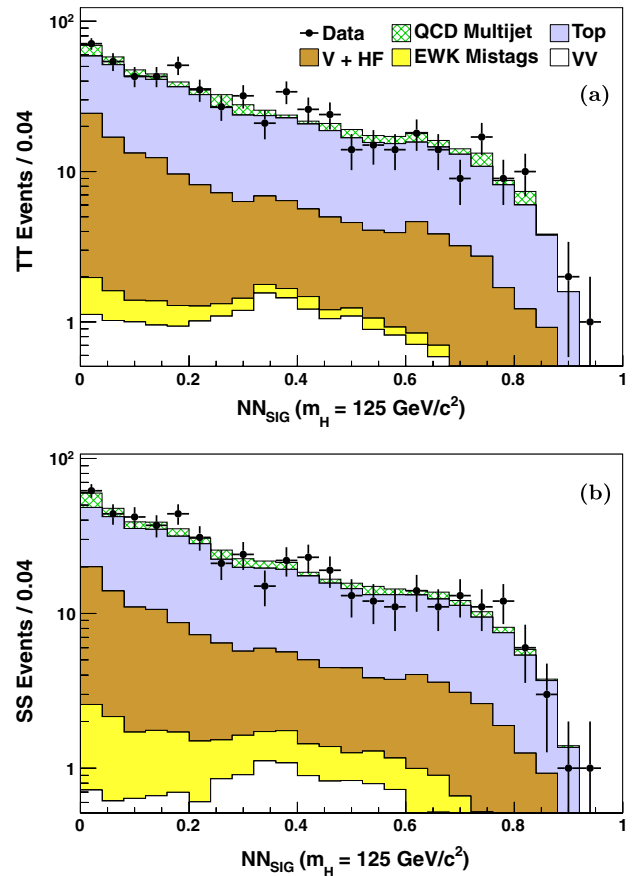 10²
Data
QCD Multijet
Top
V + HF
EWK Mistags
VV
(a)
10
1
TT Events / 0.04
0 0.2 0.4 0.6 0.8 1
NN_SIG (m_H = 125 GeV/c²)
10²
(b)
10
1
SS Events / 0.04
0 0.2 0.4 0.6 0.8 1
NN_SIG (m_H = 125 GeV/c²)